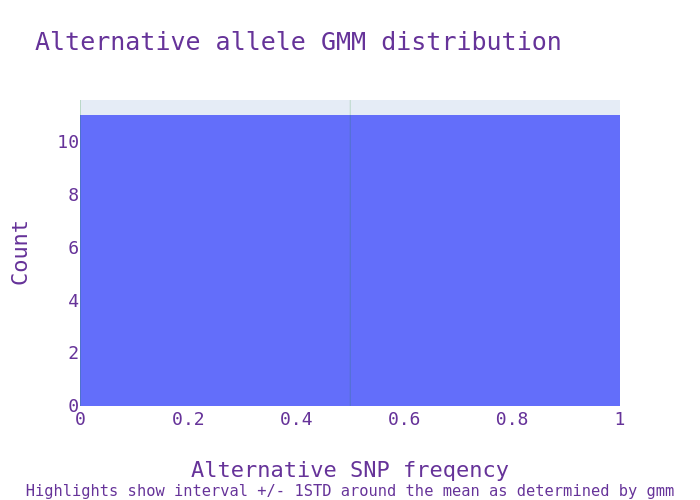 Alternative allele GMM distribution
Count
10
8
6
4
2
0
0 0.2 0.4 0.6 0.8 1
Alternative SNP freqency
Highlights show interval +/- 1STD around the mean as determined by gmm